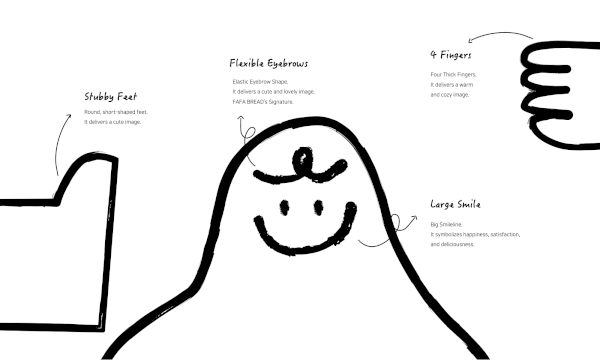 Flexible Eyebrows
Elastic Eyebrow Shape.
It delivers a cute and lovely image.
FAFA BREAD's Signature.
4 Fingers
Four Thick Fingers.
It delivers a warm
and cozy image.
Stubby Feet
Round, short-shaped feet.
It delivers a cute image.
Large Smile
Big Smileline.
It symbolizes happiness, satisfaction,
and deliciousness.